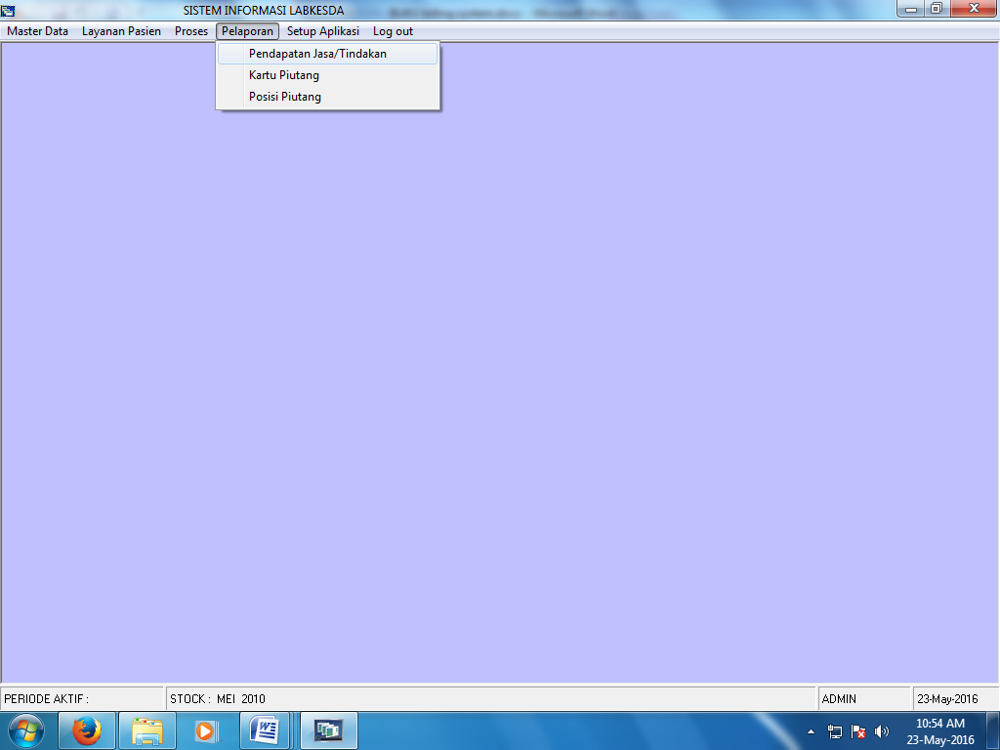 SISTEM INFORMASI LABKESDA
Master Data Layanan Pasien Proses Pelaporan Setup Aplikasi Log out
Pendapatan Jasa/Tindakan
Kartu Piutang
Posisi Piutang
PERIODE AKTIF : STOCK : MEI 2010 ADMIN 23-May-2016
10:54 AM
23-May-2016